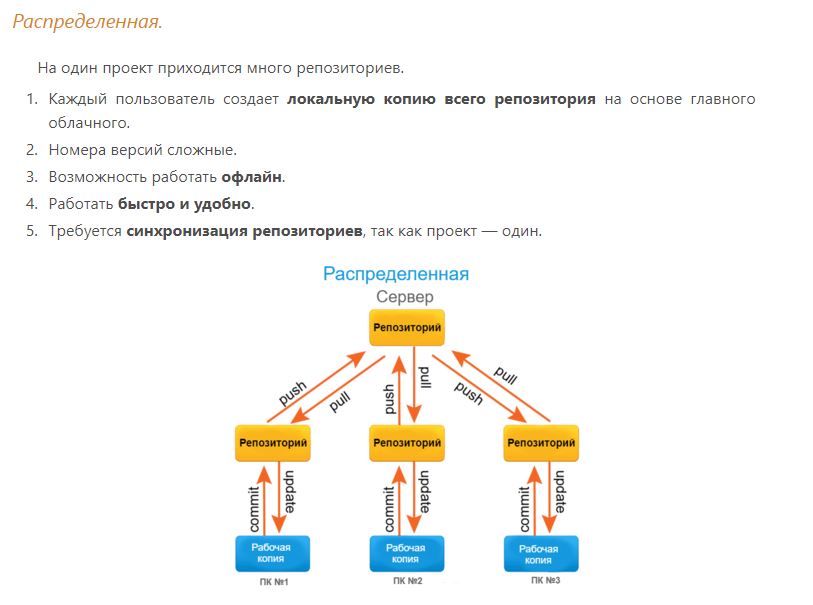 Распределенная.
На один проект приходится много репозиториев.
1. Каждый пользователь создает локальную копию всего репозитория на основе главного
облачного.
2. Номера версий сложные.
3. Возможность работать офлайн.
4. Работать быстро и удобно.
5. Требуется синхронизация репозиториев, так как проект — один.
Распределенная
Сервер
Репозиторий
push
pull
push
pull
push
pull
Репозиторий
Репозиторий
Репозиторий
commit
update
commit
update
commit
update
Рабочая
копия
Рабочая
копия
Рабочая
копия
ПК №1
ПК №2
ПК №3